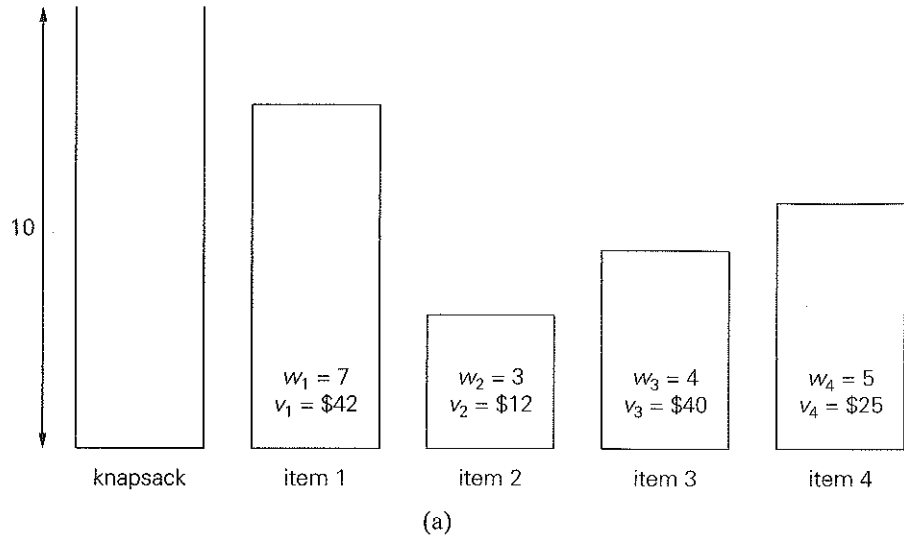 10
w₁ = 7
v₁ = $42
w₂ = 3
v₂ = $12
w₃ = 4
v₃ = $40
w₄ = 5
v₄ = $25
knapsack
item 1
item 2
item 3
item 4
(a)